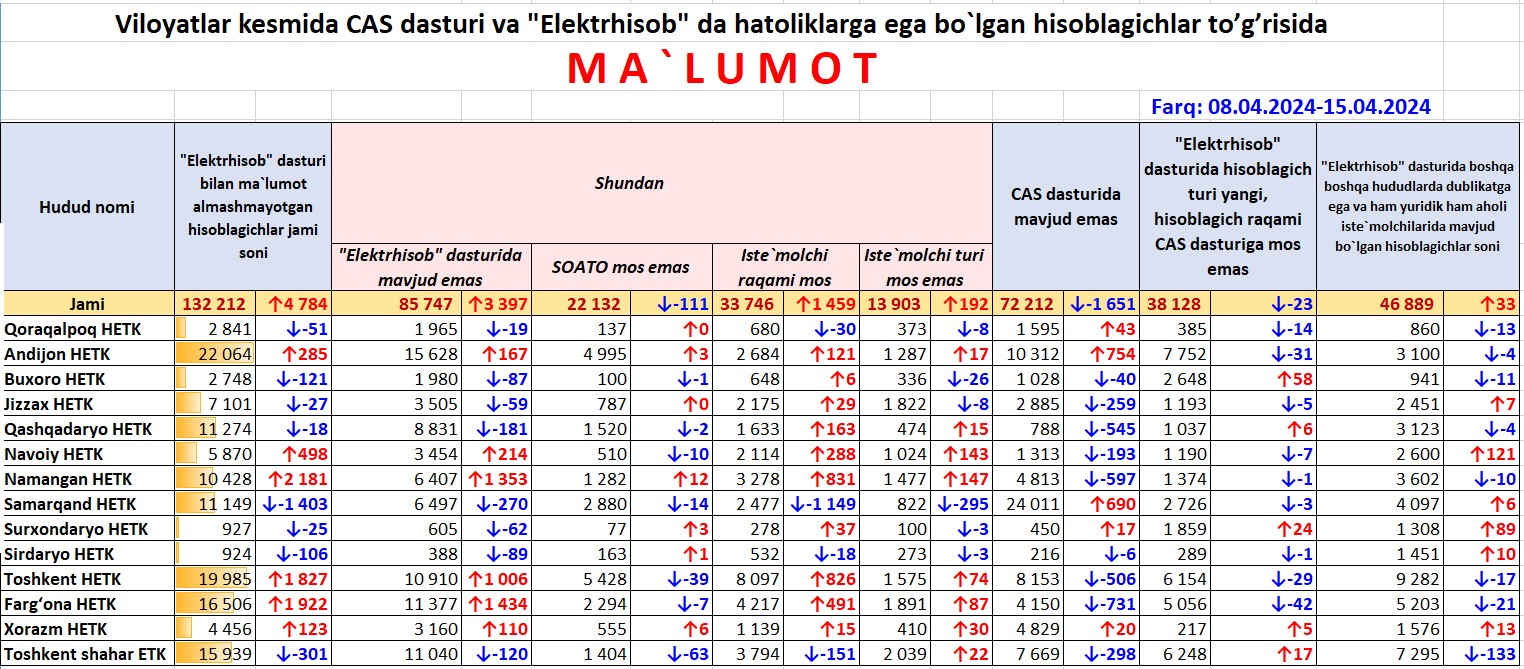 Viloyatlar kesmida CAS dasturi va "Elektrhisob" da hatoliklarga ega bo`lgan hisoblagichlar to’g’risida
MA`LUMOT
Farq: 08.04.2024-15.04.2024
Hudud nomi
"Elektrhisob" dasturi
bilan ma`lumot
almashmayotgan
hisoblagichlar jami
soni
Shundan
"Elektrhisob" dasturida
mavjud emas
SOATO mos emas
Iste`molchi
raqami mos
Iste`molchi turi
mos emas
CAS dasturida
mavjud emas
"Elektrhisob"
dasturida hisoblagich
turi yangi,
hisoblagich raqami
CAS dasturiga mos
emas
"Elektrhisob" dasturida boshqa
boshqa hududlarda dublikatga
ega va ham yuridik ham aholi
iste`molchilarida mavjud
bo`lgan hisoblagichlar soni
Jami 132 212 ↑4 784 85 747 ↑3 397 22 132 ↓-111 33 746 ↑1 459 13 903 ↑192 72 212 ↓-1 651 38 128 ↓-23 46 889 ↑33
Qoraqalpoq HETK 2 841 ↓-51 1 965 ↓-19 137 ↑0 680 ↓-30 373 ↓-8 1 595 ↑43 385 ↓-14 860 ↓-13
Andijon HETK 22 064 ↑285 15 628 ↑167 4 995 ↑3 2 684 ↑121 1 287 ↑17 10 312 ↑754 7 752 ↓-31 3 100 ↓-4
Buxoro HETK 2 748 ↓-121 1 980 ↓-87 100 ↓-1 648 ↑6 336 ↓-26 1 028 ↓-40 2 648 ↑58 941 ↓-11
Jizzax HETK 7 101 ↓-27 3 505 ↓-59 787 ↑0 2 175 ↑29 1 822 ↓-8 2 885 ↓-259 1 193 ↓-5 2 451 ↑7
Qashqadaryo HETK 11 274 ↓-18 8 831 ↓-181 1 520 ↓-2 1 633 ↑163 474 ↑15 788 ↓-545 1 037 ↑6 3 123 ↓-4
Navoiy HETK 5 870 ↑498 3 454 ↑214 510 ↓-10 2 114 ↑288 1 024 ↑143 1 313 ↓-193 1 190 ↓-7 2 600 ↑121
Namangan HETK 10 428 ↑2 181 6 407 ↑1 353 1 282 ↑12 3 278 ↑831 1 477 ↑147 4 813 ↓-597 1 374 ↓-1 3 602 ↓-10
Samarqand HETK 11 149 ↓-1 403 6 497 ↓-270 2 880 ↓-14 2 477 ↓-1 149 822 ↓-295 24 011 ↑690 2 726 ↓-3 4 097 ↑6
Surxondaryo HETK 927 ↓-25 605 ↓-62 77 ↑3 278 ↑37 100 ↓-3 450 ↑17 1 859 ↑24 1 308 ↑89
Sirdaryo HETK 924 ↓-106 388 ↓-89 163 ↑1 532 ↓-18 273 ↓-3 216 ↓-6 289 ↓-1 1 451 ↑10
Toshkent HETK 19 985 ↑1 827 10 910 ↑1 006 5 428 ↓-39 8 097 ↑826 1 575 ↑74 8 153 ↓-506 6 154 ↓-29 9 282 ↓-17
Farg‘ona HETK 16 506 ↑1 922 11 377 ↑1 434 2 294 ↓-7 4 217 ↑491 1 891 ↑87 4 150 ↓-731 5 056 ↓-42 5 203 ↓-21
Xorazm HETK 4 456 ↑123 3 160 ↑110 555 ↑6 1 139 ↑15 410 ↑30 4 829 ↑20 217 ↑5 1 576 ↑13
Toshkent shahar ETK 15 939 ↓-301 11 040 ↓-120 1 404 ↓-63 3 794 ↓-151 2 039 ↑22 7 669 ↓-298 6 248 ↑17 7 295 ↓-133